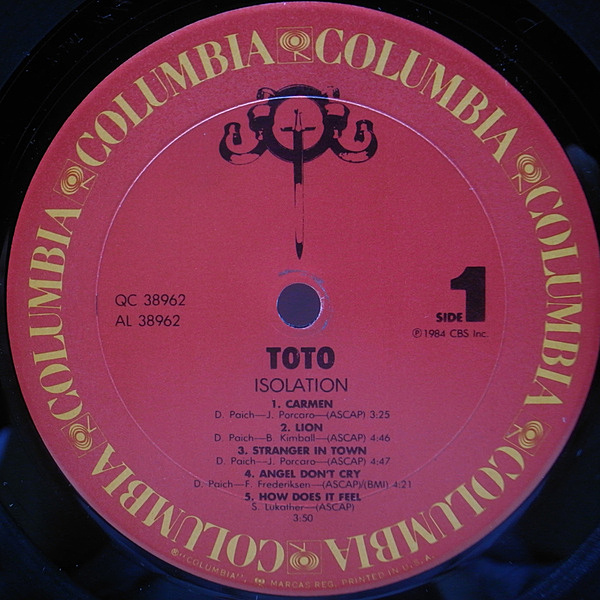 COLUMBIA COLUMBIA COLUMBIA COLUMBIA COLUMBIA COLUMBIA
QC 38962
AL 38962
SIDE 1
℗1984 CBS Inc.
TOTO
ISOLATION
1. CARMEN
D. Paich—J. Porcaro—(ASCAP) 3:25
2. LION
D. Paich—B. Kimball—(ASCAP) 4:46
3. STRANGER IN TOWN
D. Paich—J. Porcaro—(ASCAP) 4:47
4. ANGEL DON'T CRY
D. Paich—F. Frederiksen—(ASCAP)/(BMI) 4:21
5. HOW DOES IT FEEL
S. Lukather—(ASCAP)
3:50
®"COLUMBIA", MARCAS REG. PRINTED IN U.S.A.